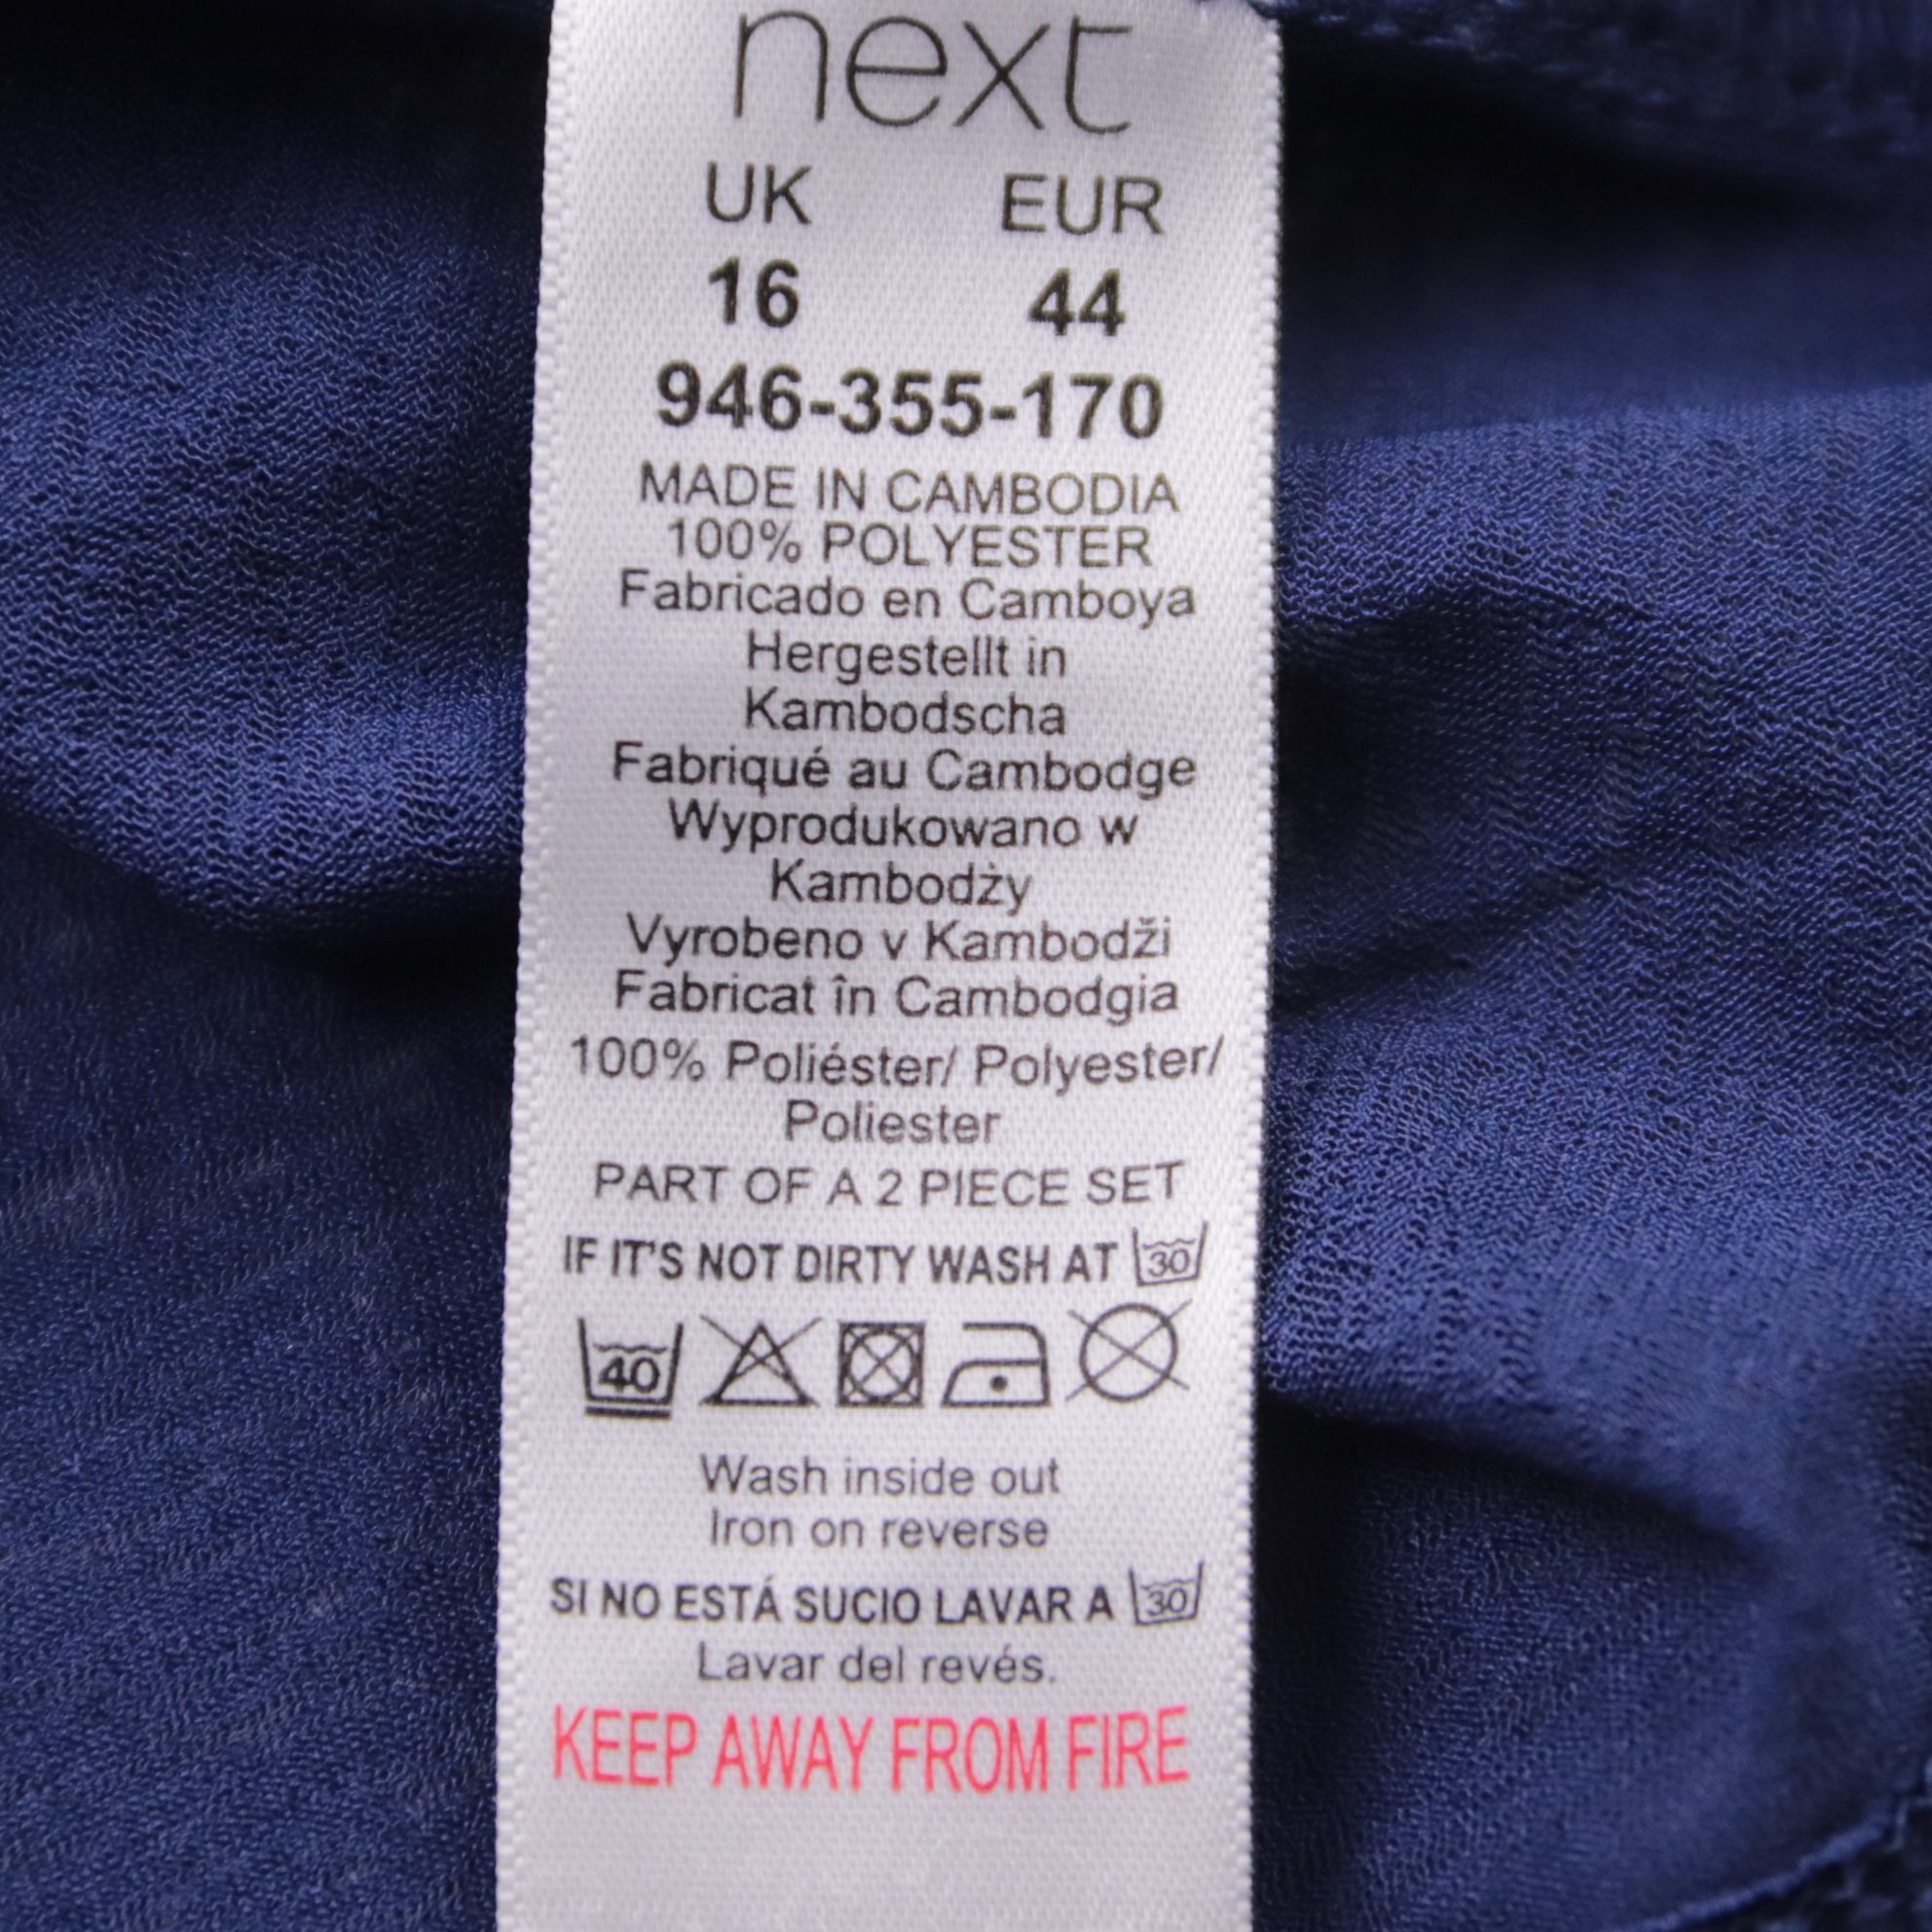 next
UK EUR
16 44
946-355-170
MADE IN CAMBODIA
100% POLYESTER
Fabricado en Camboya
Hergestellt in
Kambodscha
Fabriqué au Cambodge
Wyprodukowano w
Kambodży
Vyrobeno v Kambodži
Fabricat în Cambodgia
100% Poliéster/ Polyester/
Poliester
PART OF A 2 PIECE SET
IF IT'S NOT DIRTY WASH AT 30
40
Wash inside out
Iron on reverse
SI NO ESTÁ SUCIO LAVAR A 30
Lavar del revés.
KEEP AWAY FROM FIRE